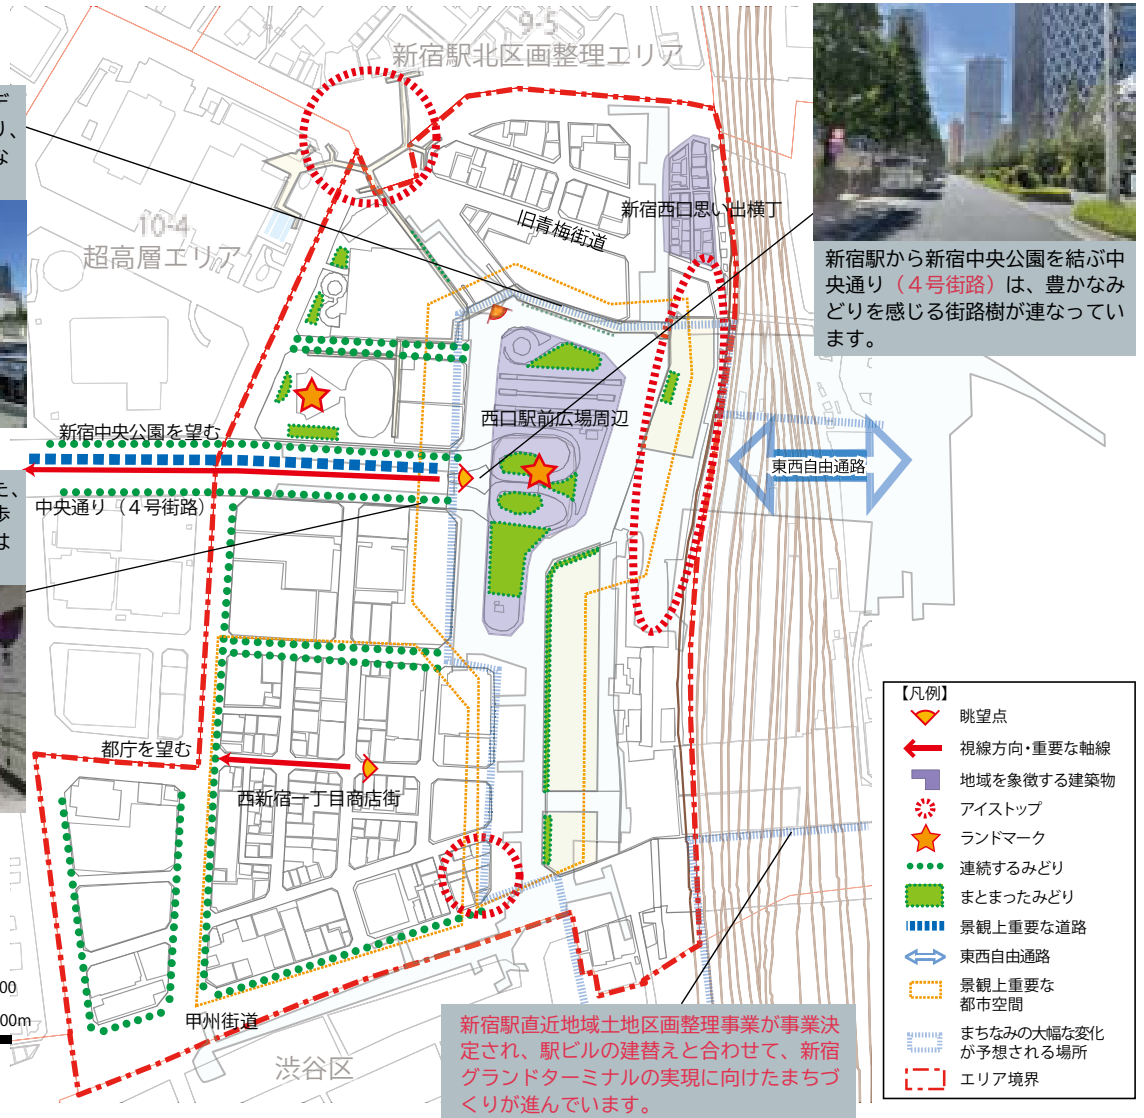 9-5
新宿駅北区画整理エリア
デ
り、
な
10-4
超高層エリア
旧青梅街道
新宿西口思い出横丁
新宿駅から新宿中央公園を結ぶ中
央通り（４号街路）は、豊かなみ
どりを感じる街路樹が連なってい
ます。
西口駅前広場周辺
新宿中央公園を望む
東西自由通路
中央通り（４号街路）
歩
は
都庁を望む
西新宿一丁目商店街
甲州街道
渋谷区
00
00m
新宿駅直近地域土地区画整理事業が事業決
定され、駅ビルの建替えと合わせて、新宿
グランドターミナルの実現に向けたまちづ
くりが進んでいます。
【凡例】
眺望点
視線方向・重要な軸線
地域を象徴する建築物
アイストップ
ランドマーク
連続するみどり
まとまったみどり
景観上重要な道路
東西自由通路
景観上重要な
都市空間
まちなみの大幅な変化
が予想される場所
エリア境界